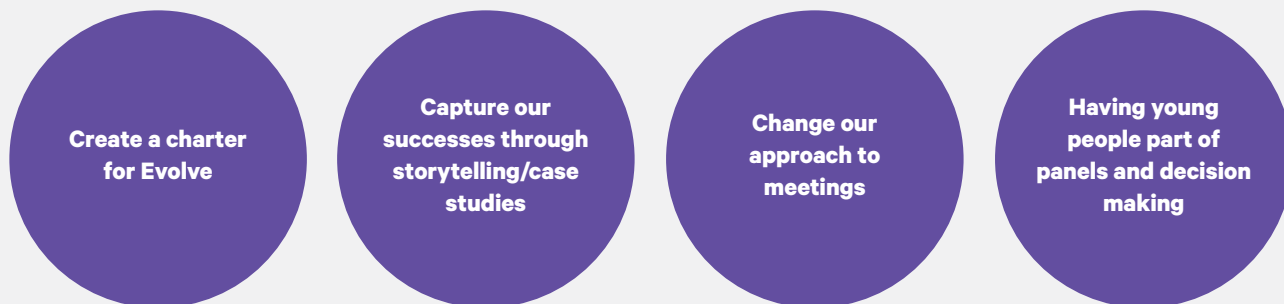 Create a charter
for Evolve
Capture our
successes through
storytelling/case
studies
Change our
approach to
meetings
Having young
people part of
panels and decision
making